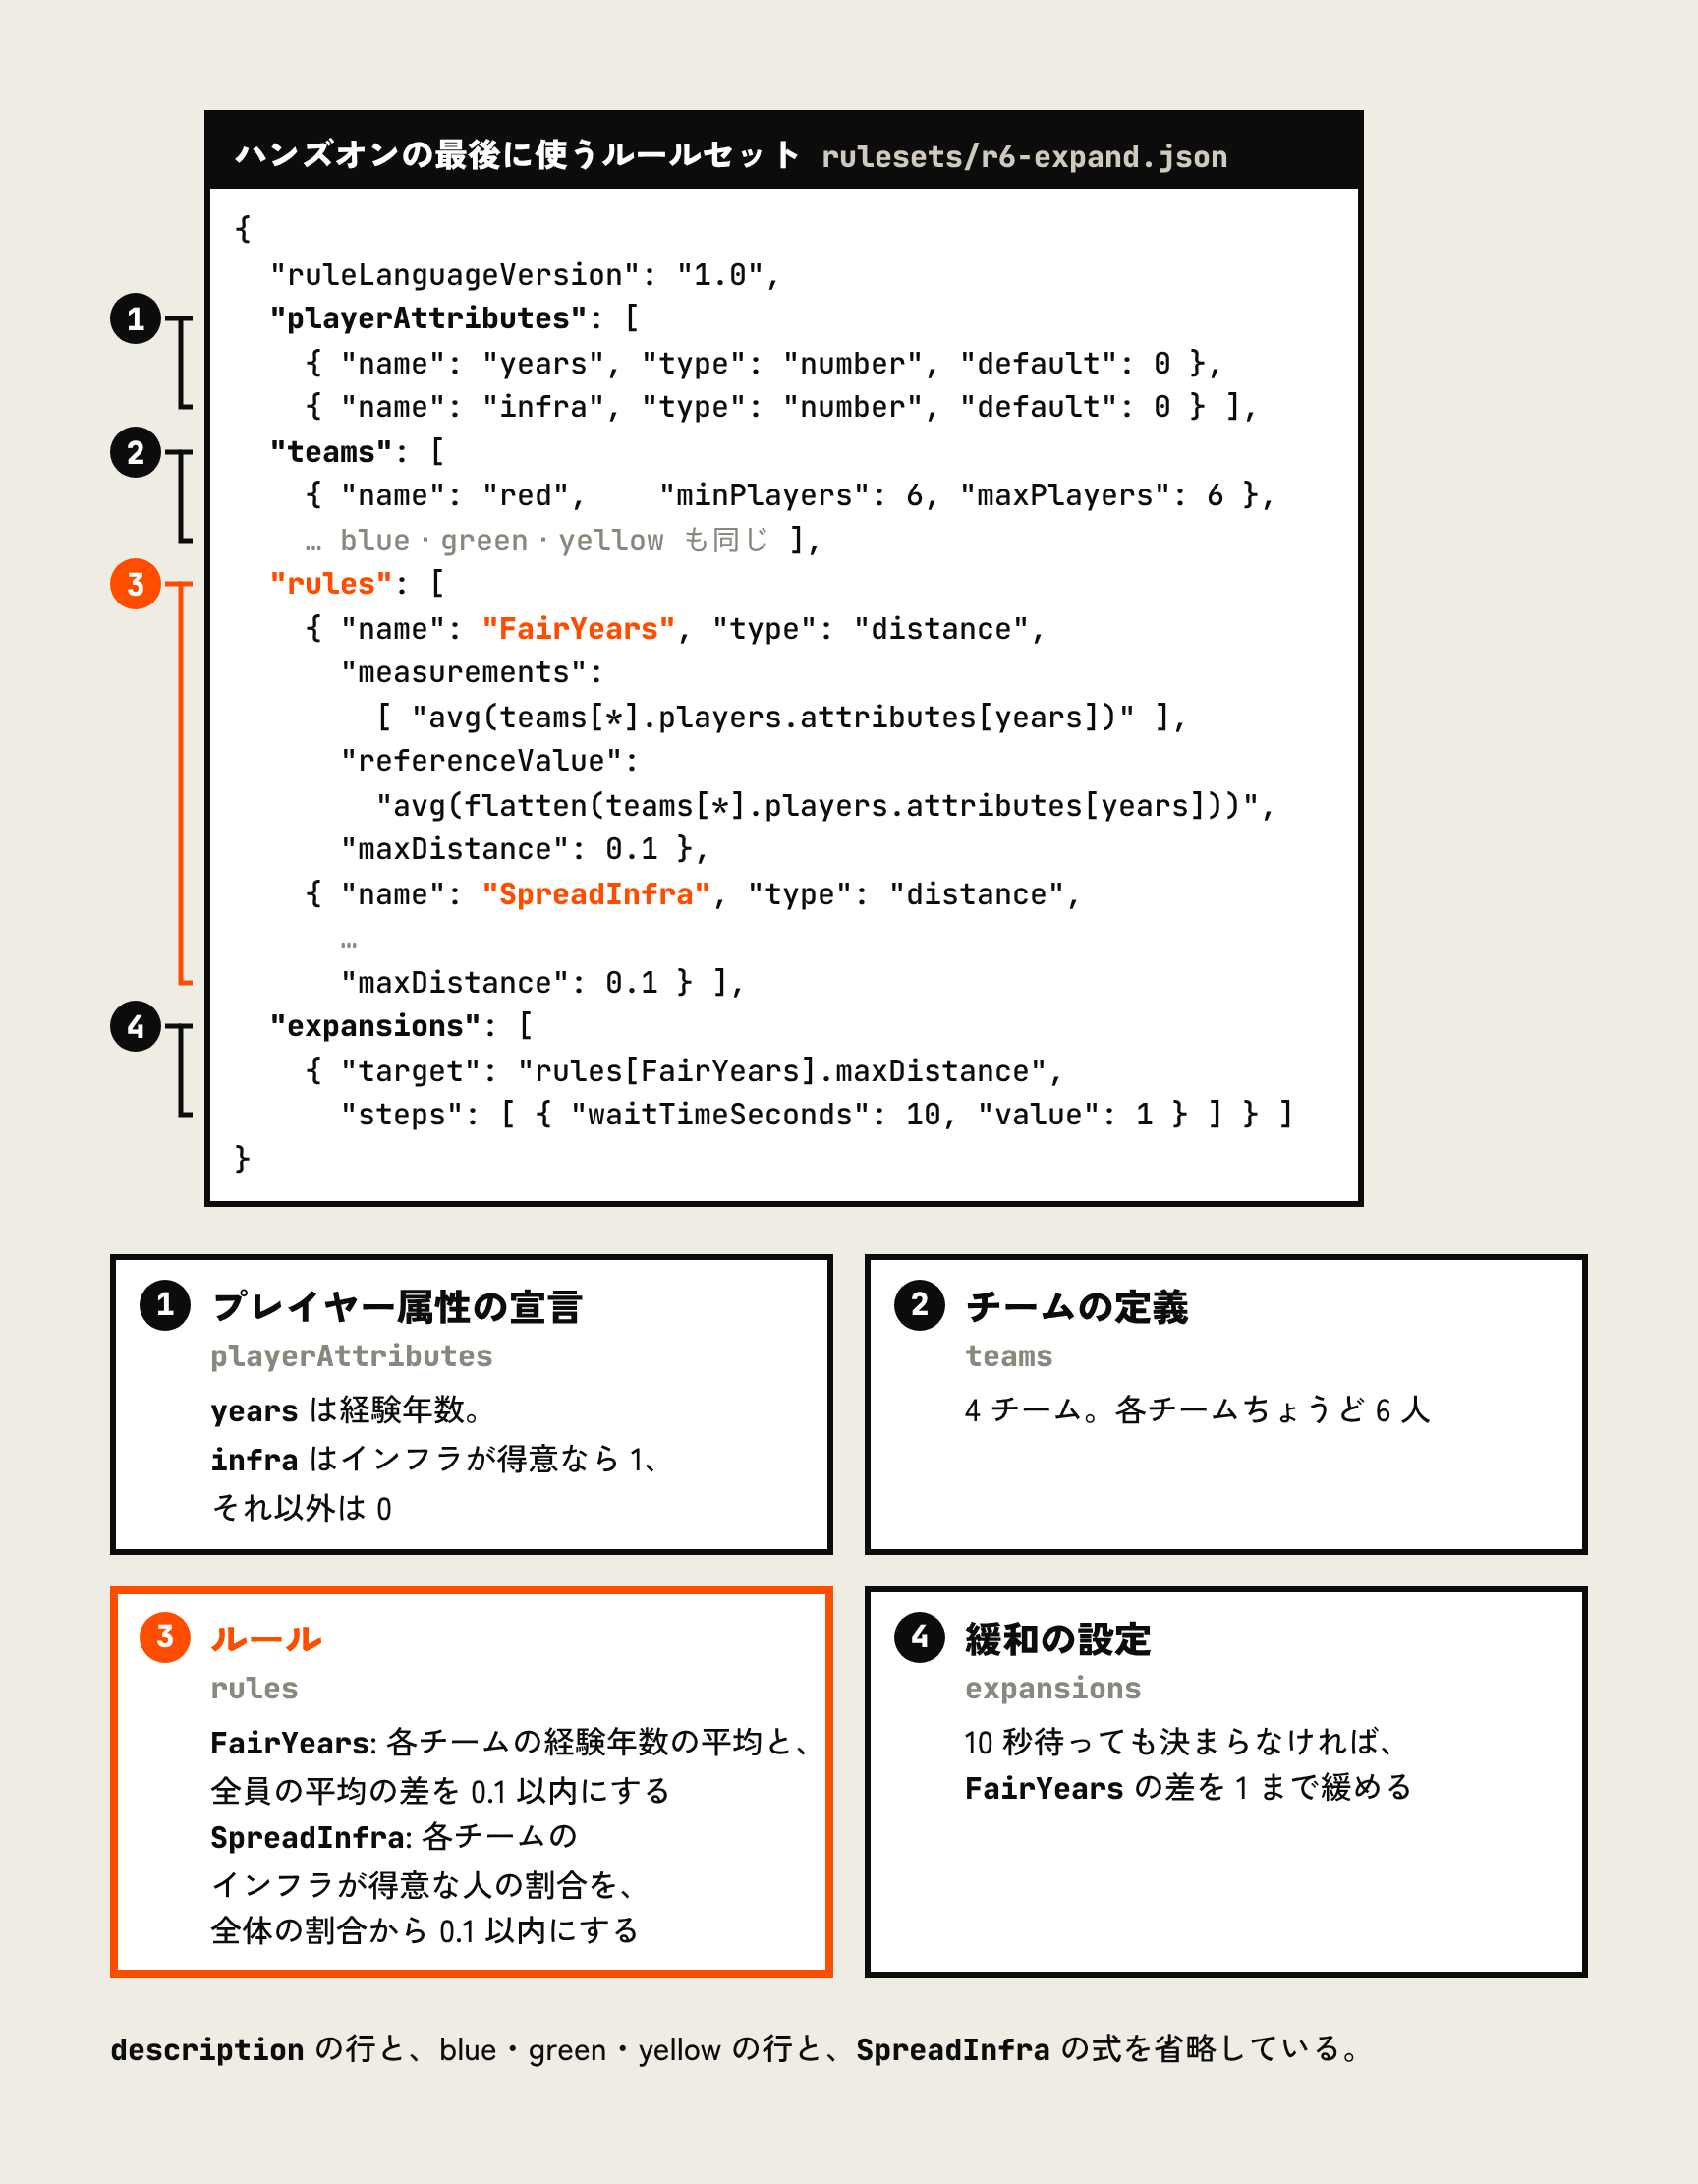 ハンズオンの最後に使うルールセット rulesets/r6-expand.json
{
"ruleLanguageVersion": "1.0",
1 "playerAttributes": [
{ "name": "years", "type": "number", "default": 0 },
{ "name": "infra", "type": "number", "default": 0 } ],
2 "teams": [
{ "name": "red", "minPlayers": 6, "maxPlayers": 6 },
… blue・green・yellow も同じ ],
3 "rules": [
{ "name": "FairYears", "type": "distance",
"measurements":
[ "avg(teams[*].players.attributes[years])" ],
"referenceValue":
"avg(flatten(teams[*].players.attributes[years]))",
"maxDistance": 0.1 },
{ "name": "SpreadInfra", "type": "distance",
…
"maxDistance": 0.1 } ],
4 "expansions": [
{ "target": "rules[FairYears].maxDistance",
"steps": [ { "waitTimeSeconds": 10, "value": 1 } ] } ]
}
1 プレイヤー属性の宣言
playerAttributes
years は経験年数。
infra はインフラが得意なら 1、
それ以外は 0
2 チームの定義
teams
4 チーム。各チームちょうど 6 人
3 ルール
rules
FairYears: 各チームの経験年数の平均と、
全員の平均の差を 0.1 以内にする
SpreadInfra: 各チームの
インフラが得意な人の割合を、
全体の割合から 0.1 以内にする
4 緩和の設定
expansions
10 秒待っても決まらなければ、
FairYears の差を 1 まで緩める
description の行と、blue・green・yellow の行と、SpreadInfra の式を省略している。